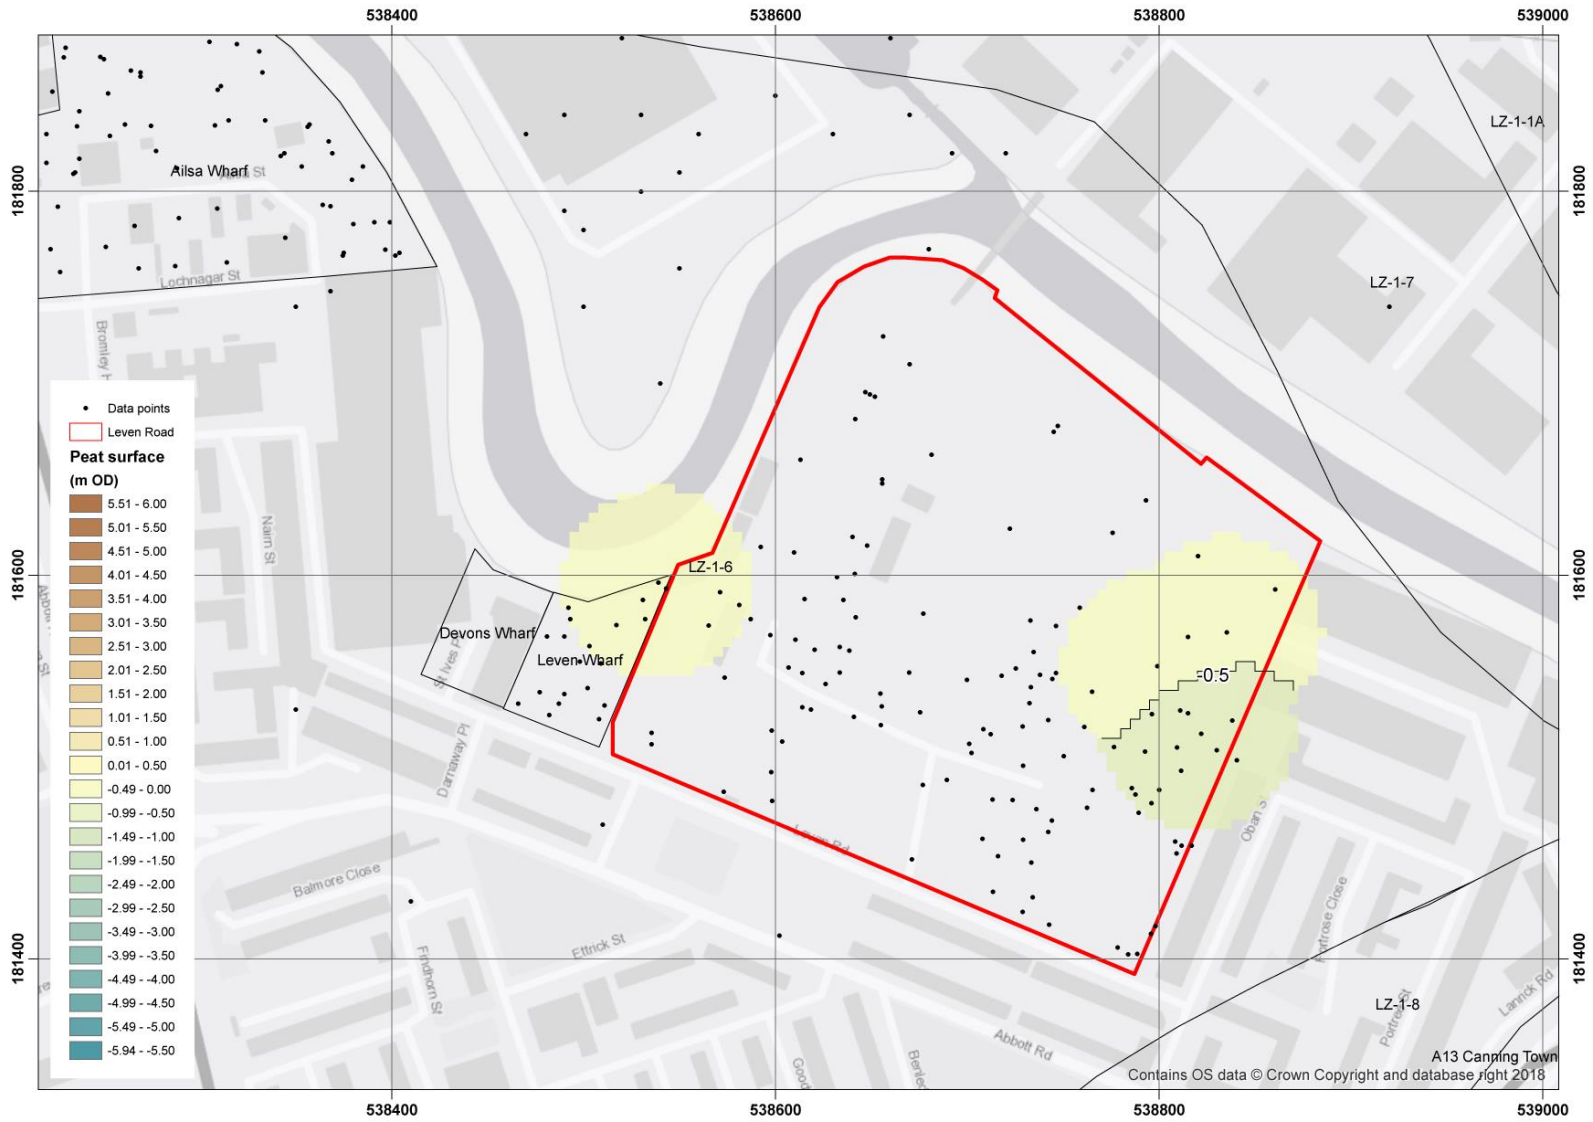 538400
538600
538800
539000
LZ-1-1A
Ailsa Wharf
181800
181800
Lochnagar St
LZ-1-7
Bromley H
Data points
Leven Road
Peat surface
(m OD)
5.51 - 6.00
5.01 - 5.50
4.51 - 5.00
4.01 - 4.50
3.51 - 4.00
3.01 - 3.50
2.51 - 3.00
2.01 - 2.50
1.51 - 2.00
1.01 - 1.50
0.51 - 1.00
0.01 - 0.50
-0.49 - 0.00
-0.99 - -0.50
-1.49 - -1.00
-1.99 - -1.50
-2.49 - -2.00
-2.99 - -2.50
-3.49 - -3.00
-3.99 - -3.50
-4.49 - -4.00
-4.99 - -4.50
-5.49 - -5.00
-5.94 - -5.50
Nairn St
181600
181600
LZ-1-6
Devons Wharf
Leven Wharf
St Ives P
-0.5
Darnaway Pl
Leven Rd
Oban S
Balmore Close
Ettrick St
Findhorn St
Portrose Close
181400
181400
Lanrick Rd
LZ-1-8
Portree St
Abbott Rd
Good
Benled
A13 Canning Town
Contains OS data © Crown Copyright and database right 2018
538400
538600
538800
539000